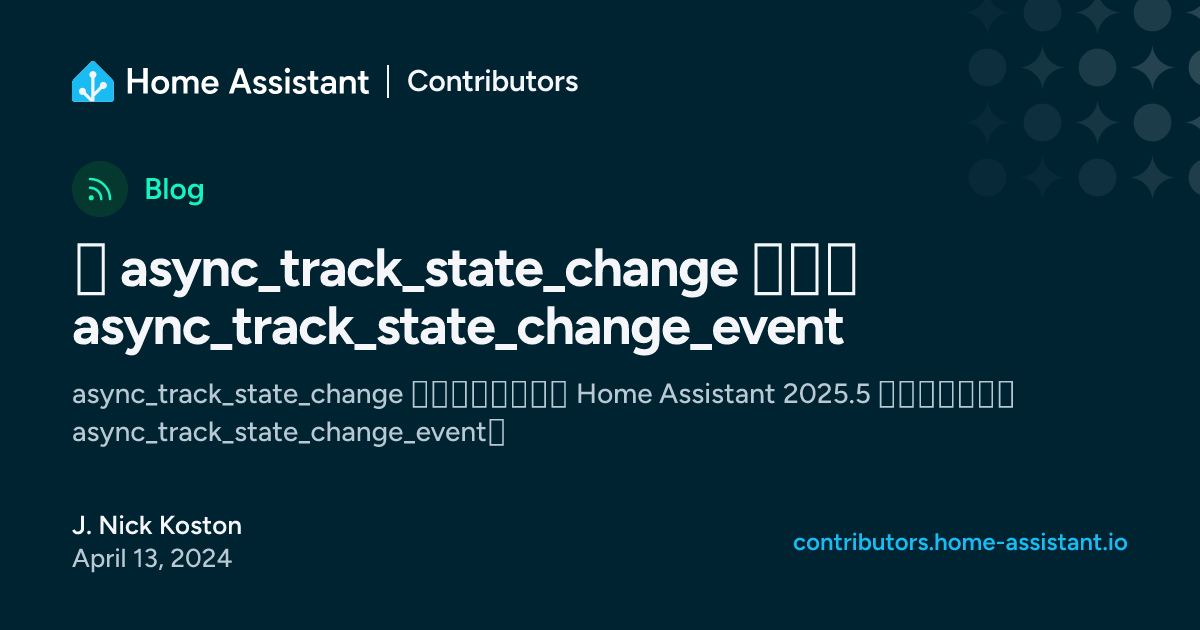 Home Assistant | Contributors
Blog
async_track_state_change
async_track_state_change_event
async_track_state_change Home Assistant 2025.5
async_track_state_change_event
J. Nick Koston
April 13, 2024
contributors.home-assistant.io